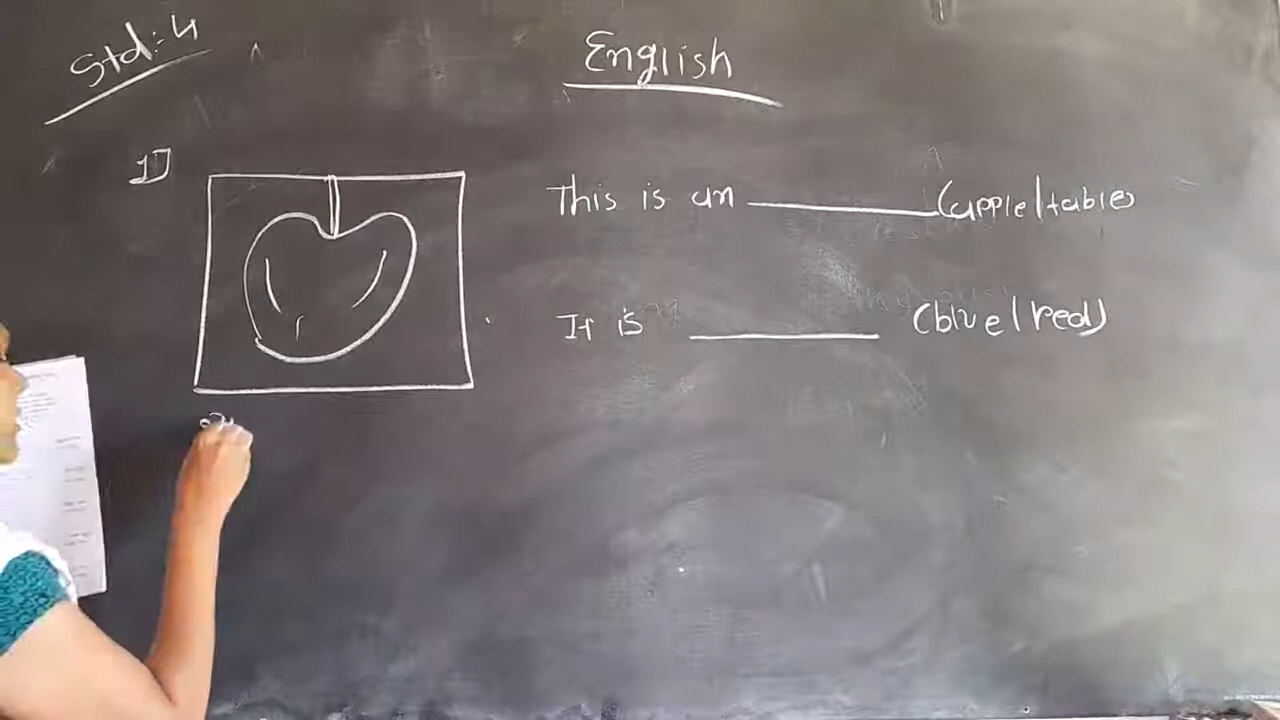 Std:- 4
English
1]
This is an ________ (apple/table)
It is ________ (blue/red)